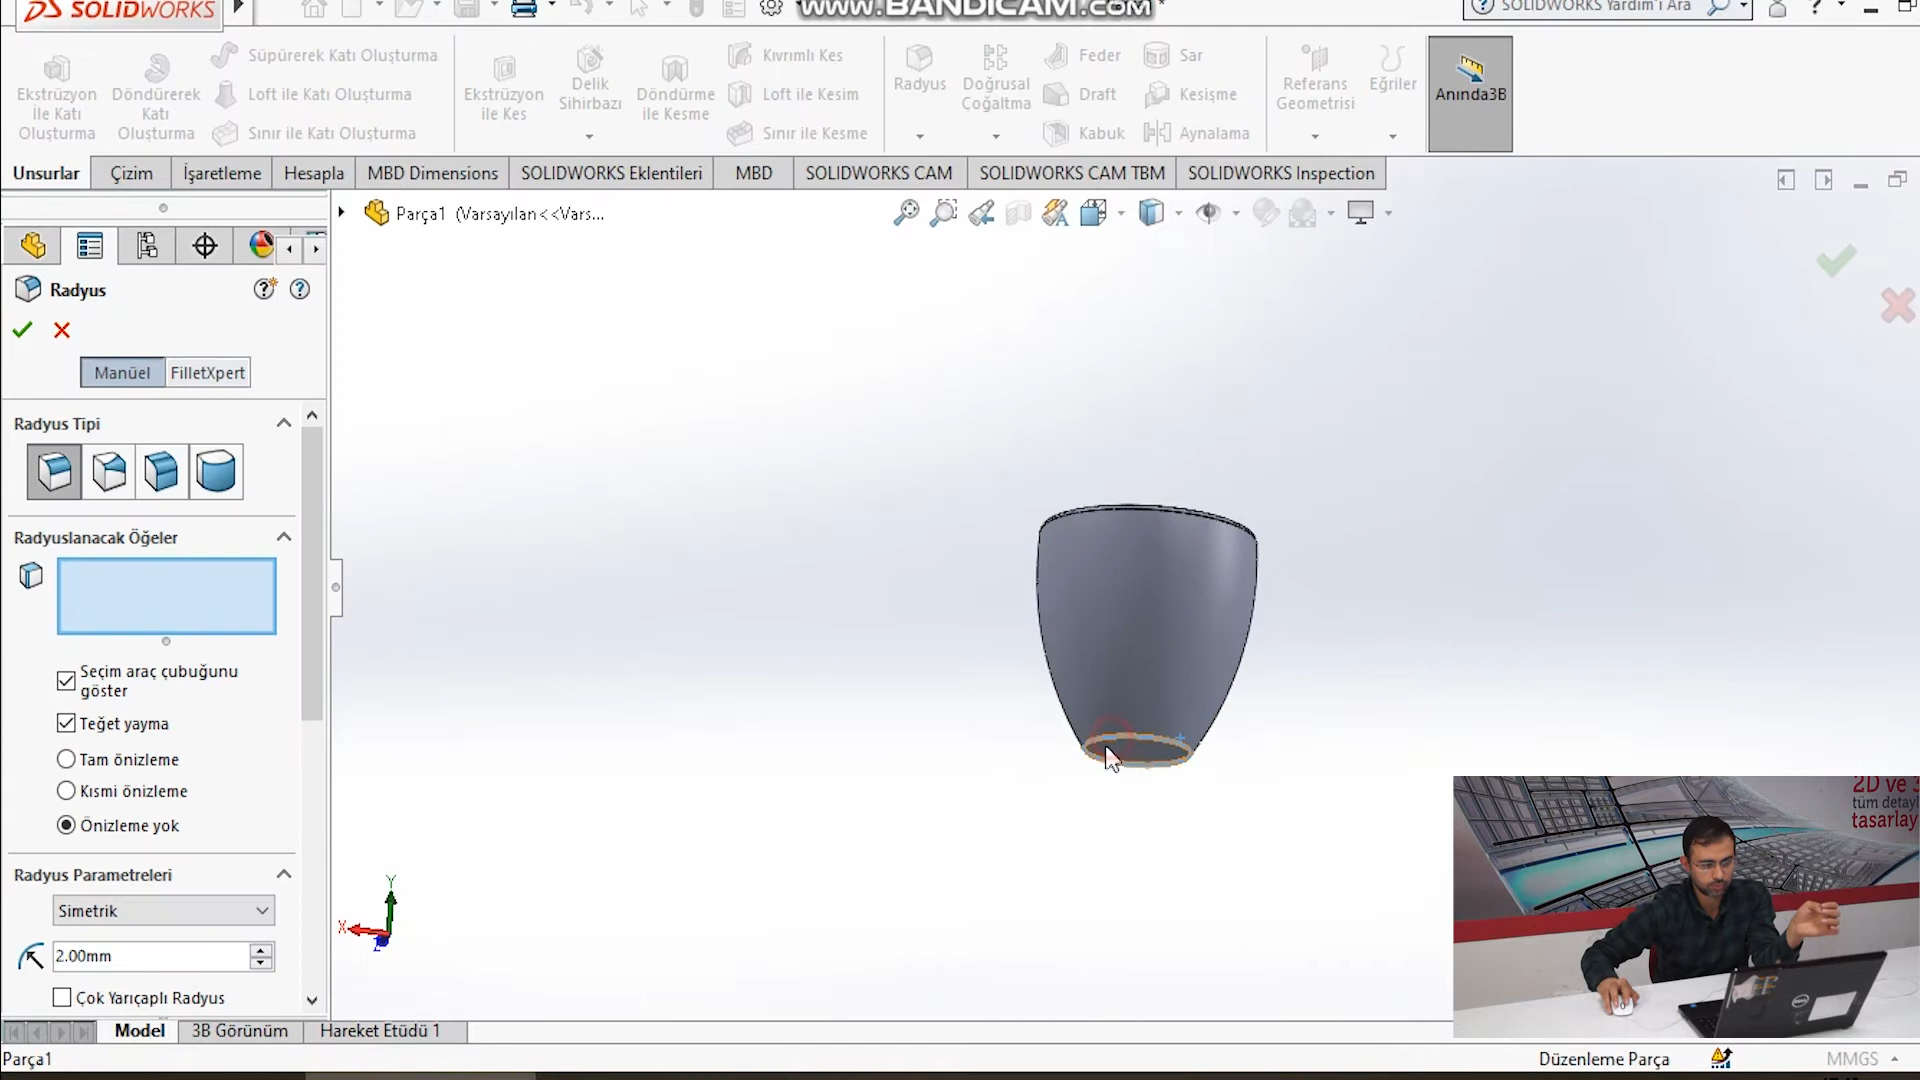 SOLIDWORKS
www.BANDICAM.com
SOLIDWORKS Yardım'ı Ara
Ekstrüzyon
İle Katı
Oluşturma
Döndürerek
Katı
Oluşturma
Süpürerek Katı Oluşturma
Loft ile Katı Oluşturma
Sınır ile Katı Oluşturma
Ekstrüzyon
ile Kes
Delik
Sihirbazı
Döndürme
ile Kesme
Kıvrımlı Kes
Loft ile Kesim
Sınır ile Kesme
Radyus
Doğrusal
Çoğaltma
Feder
Draft
Kabuk
Sar
Kesişme
Aynalama
Referans
Geometrisi
Eğriler
Anında3B
Unsurlar
Çizim
İşaretleme
Hesapla
MBD Dimensions
SOLIDWORKS Eklentileri
MBD
SOLIDWORKS CAM
SOLIDWORKS CAM TBM
SOLIDWORKS Inspection
Parça1 (Varsayılan<<Vars...
Radyus
Manüel
FilletXpert
Radyus Tipi
Radyuslanacak Öğeler
Seçim araç çubuğunu
göster
Teğet yayma
Tam önizleme
Kısmi önizleme
Önizleme yok
Radyus Parametreleri
Simetrik
2.00mm
Çok Yarıçaplı Radyus
Y
X
Z
2D ve 3
tüm detayl
tasarlay
DELL
Model
3B Görünüm
Hareket Etüdü 1
Parça1
Düzenleme Parça
MMGS